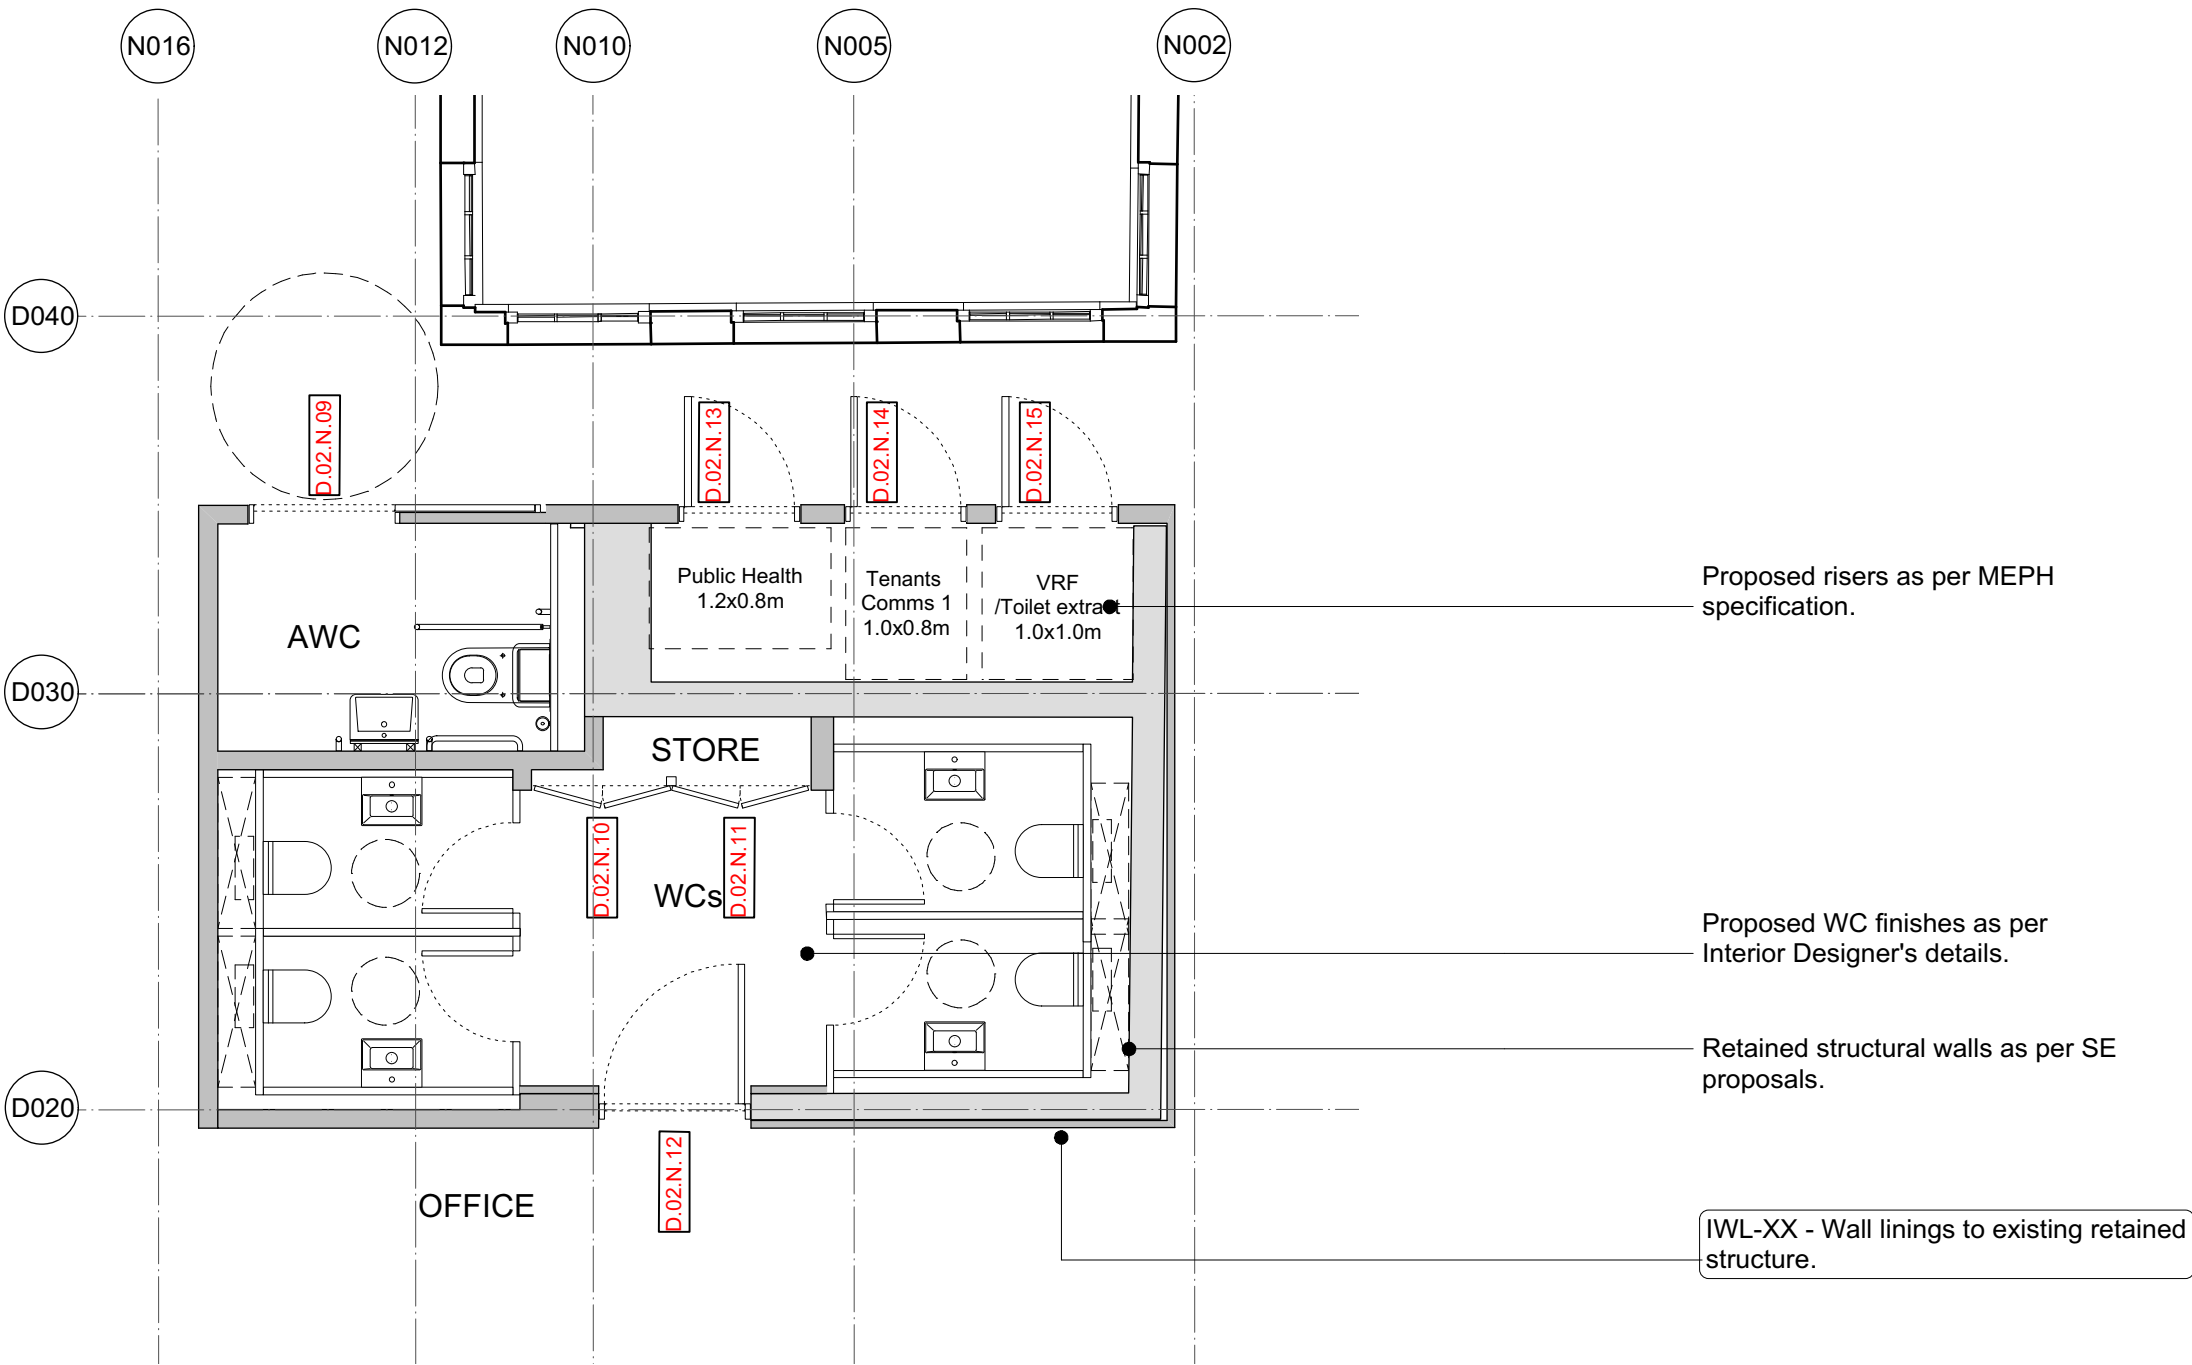 N016
N012
N010
N005
N002
D040
D.02.N.09
D.02.N.13
D.02.N.14
D.02.N.15
Public Health
1.2x0.8m
Tenants
Comms 1
1.0x0.8m
VRF
/Toilet extract
1.0x1.0m
Proposed risers as per MEPH
specification.
AWC
D030
STORE
D.02.N.10
D.02.N.11
WCs
Proposed WC finishes as per
Interior Designer's details.
Retained structural walls as per SE
proposals.
D020
D.02.N.12
OFFICE
IWL-XX - Wall linings to existing retained
structure.